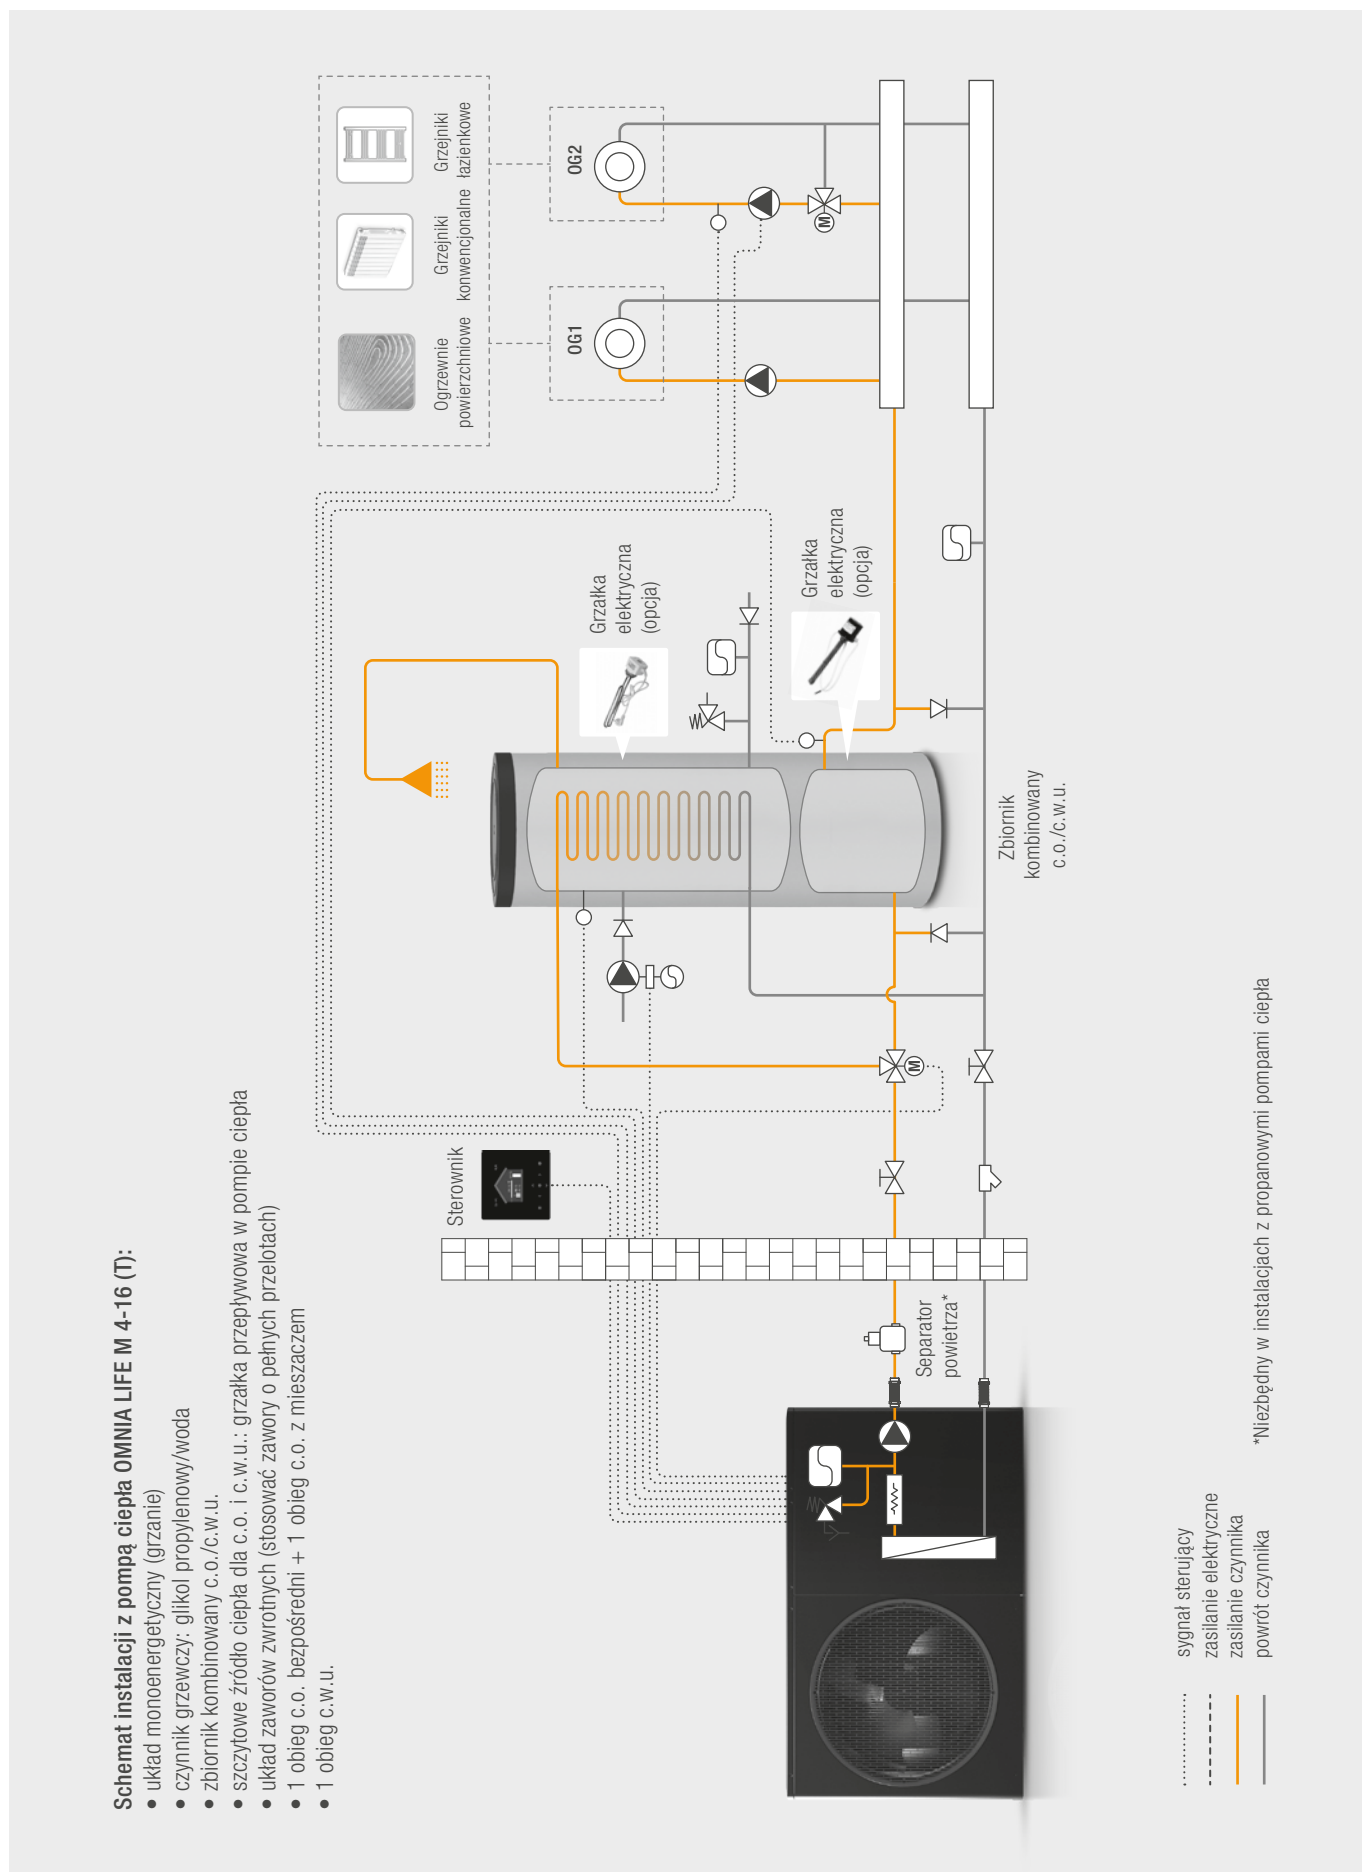 Schemat instalacji z pompą ciepła OMNIA LIFE M 4-16 (T):
• układ monoenergetyczny (grzanie)
• czynnik grzewczy: glikol propylenowy/woda
• zbiornik kombinowany c.o./c.w.u.
• szczytowe źródło ciepła dla c.o. i c.w.u.: grzałka przepływowa w pompie ciepła
• układ zaworów zwrotnych (stosować zawory o pełnych przelotach)
• 1 obieg c.o. bezpośredni + 1 obieg c.o. z mieszaczem
• 1 obieg c.w.u.
Ogrzewnie
powierzchniowe
Grzejniki
konwencjonalne
Grzejniki
łazienkowe
OG1
OG2
M
Sterownik
Grzałka
elektryczna
(opcja)
Grzałka
elektryczna
(opcja)
M
Separator
powietrza*
Zbiornik
kombinowany
c.o./c.w.u.
sygnał sterujący
zasilanie elektryczne
zasilanie czynnika
powrót czynnika
*Niezbędny w instalacjach z propanowymi pompami ciepła